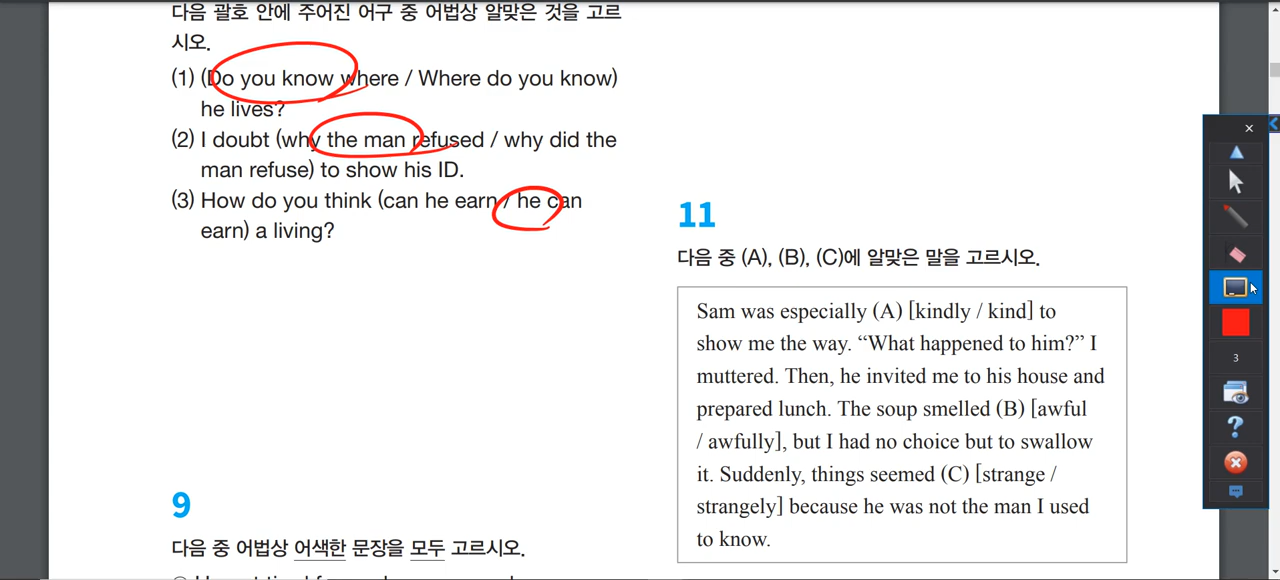 다음 괄호 안에 주어진 어구 중 어법상 알맞은 것을 고르
시오.
(1) (Do you know where / Where do you know)
he lives?
(2) I doubt (why the man refused / why did the
man refuse) to show his ID.
(3) How do you think (can he earn / he can
earn) a living?
9
다음 중 어법상 어색한 문장을 모두 고르시오.
11
다음 중 (A), (B), (C)에 알맞은 말을 고르시오.
Sam was especially (A) [kindly / kind] to
show me the way. “What happened to him?” I
muttered. Then, he invited me to his house and
prepared lunch. The soup smelled (B) [awful
/ awfully], but I had no choice but to swallow
it. Suddenly, things seemed (C) [strange /
strangely] because he was not the man I used
to know.
3